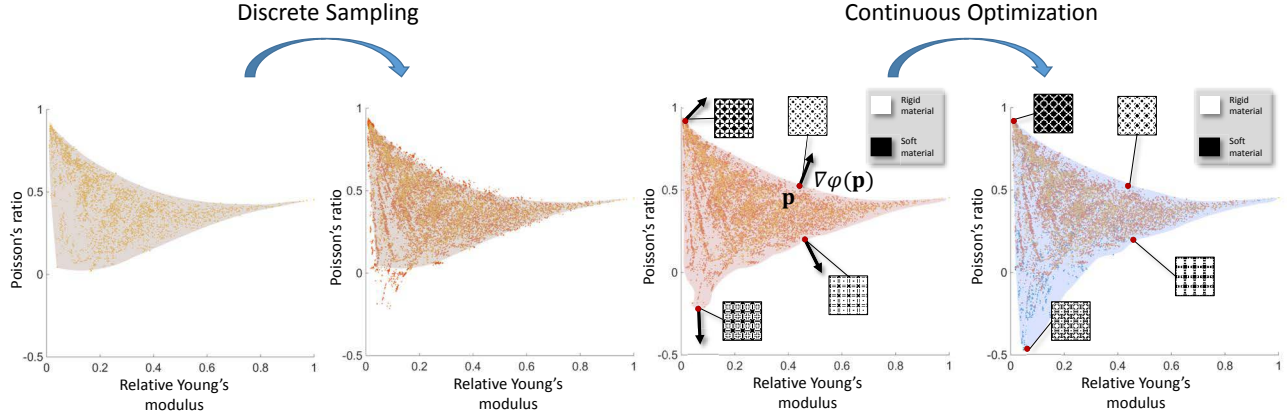 Discrete Sampling
Continuous Optimization
1
0.5
0
-0.5
Poisson's ratio
0
0.2
0.4
0.6
0.8
1
Relative Young's
modulus
1
0.5
0
-0.5
Poisson's ratio
0
0.2
0.4
0.6
0.8
1
Relative Young's
modulus
1
0.5
0
-0.5
Poisson's ratio
0
0.2
0.4
0.6
0.8
1
Relative Young's
modulus
Rigid
material
Soft
material
∇φ(p)
p
1
0.5
0
-0.5
Poisson's ratio
0
0.2
0.4
0.6
0.8
1
Relative Young's
modulus
Rigid
material
Soft
material